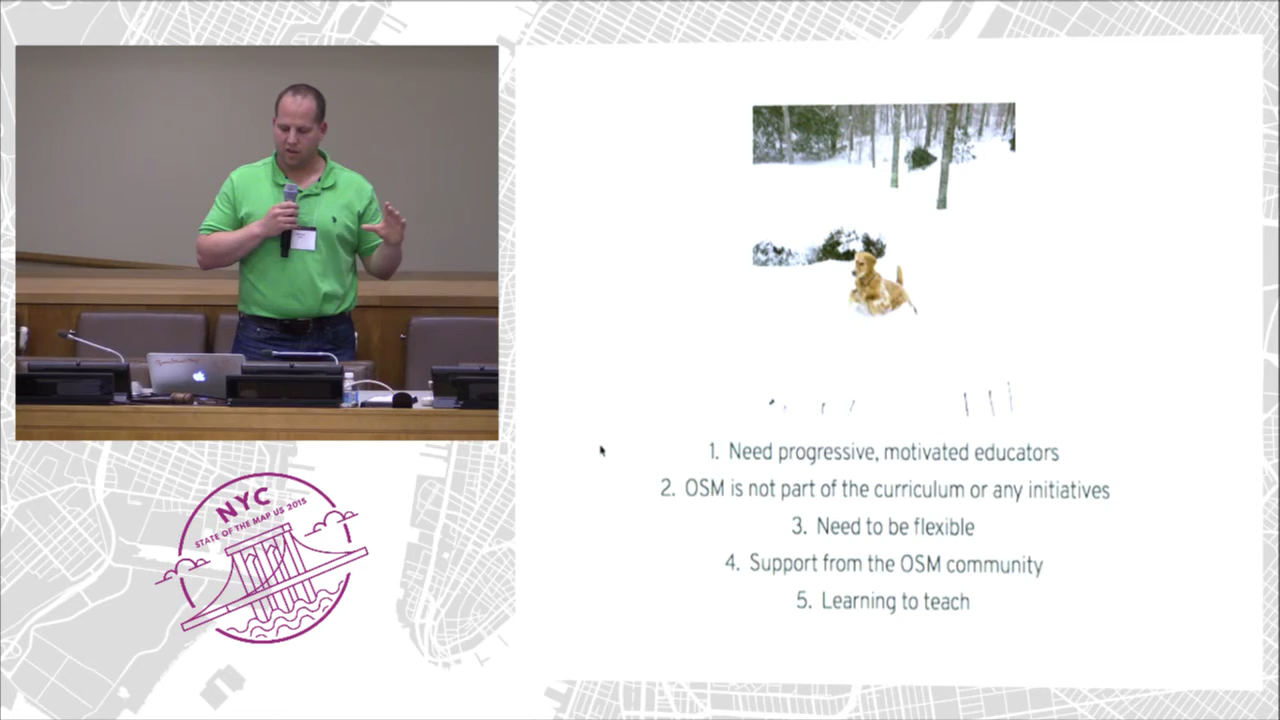 1. Need progressive, motivated educators
2. OSM is not part of the curriculum or any initiatives
3. Need to be flexible
4. Support from the OSM community
5. Learning to teach
NYC
STATE OF THE MAP US 2015